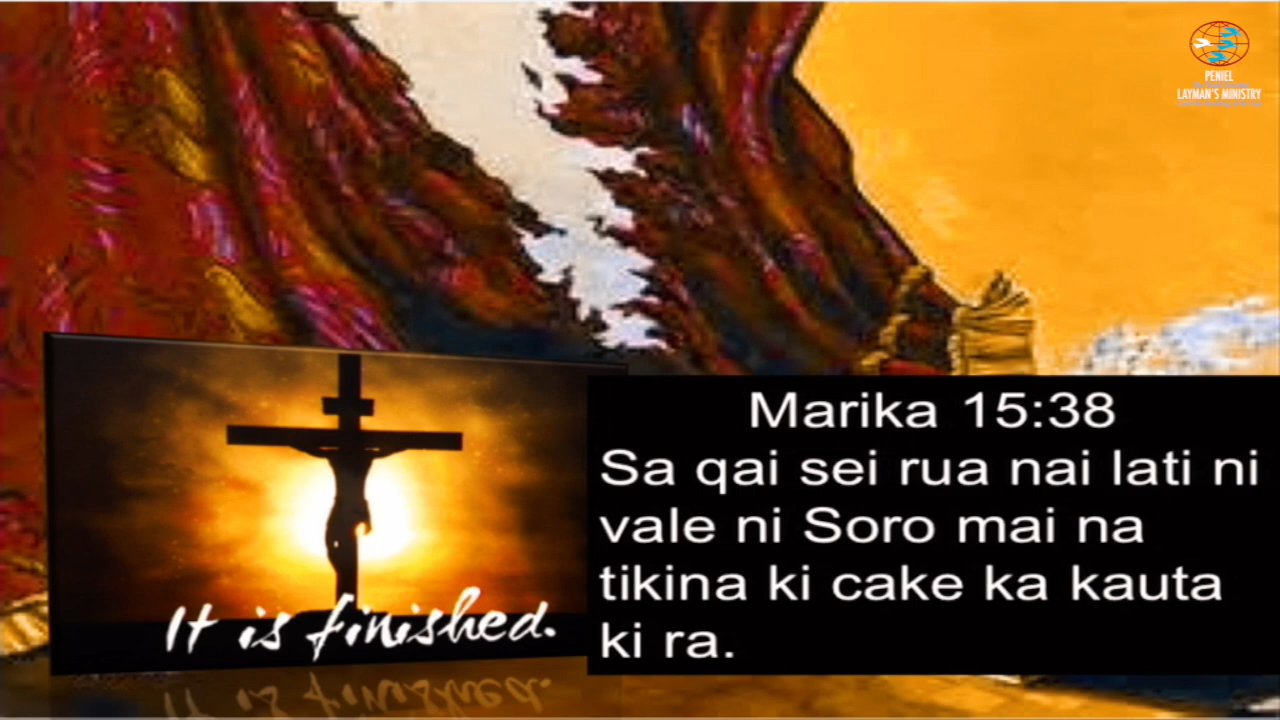 PENIEL
LAYMAN'S MINISTRY
Marika 15:38
Sa qai sei rua nai lati ni
vale ni Soro mai na
tikina ki cake ka kauta
ki ra.
It is finished.